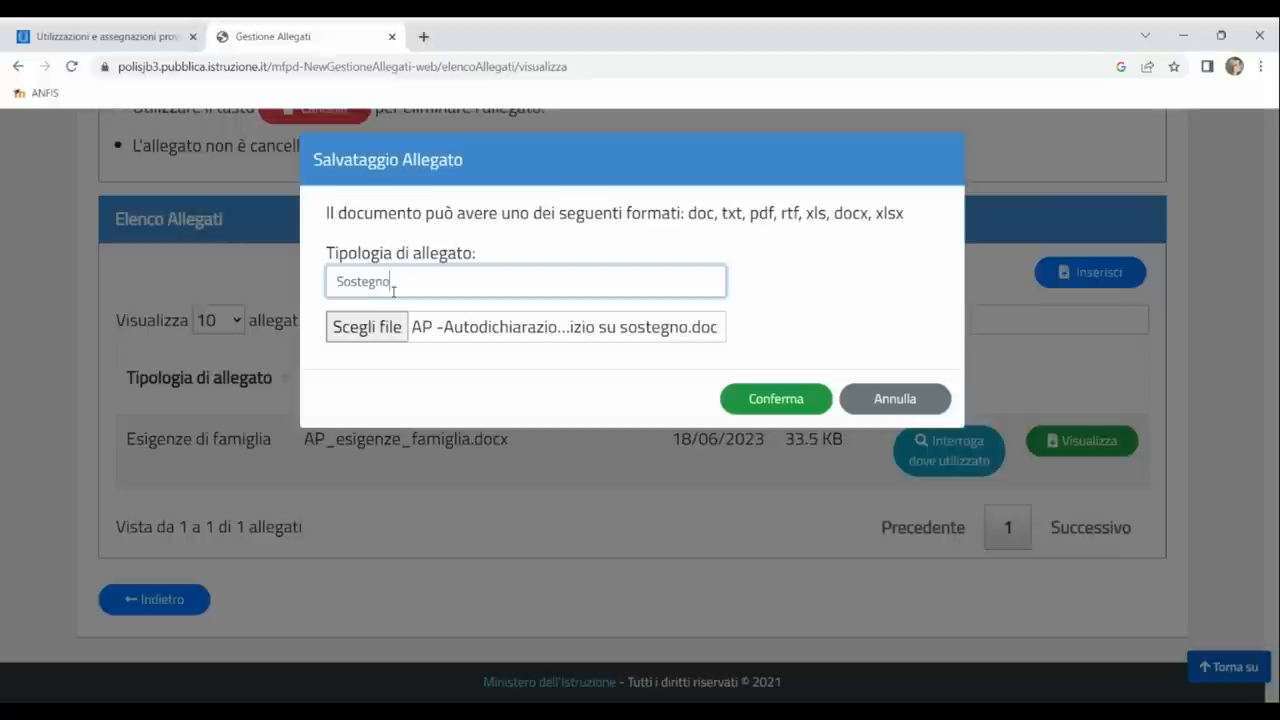 Utilizzazioni e assegnazioni prov
Gestione Allegati
polisjb3.pubblica.istruzione.it/mfpd-NewGestioneAllegati-web/elencoAllegati/visualizza
ANFIS
per eliminare l'allegato.
L'allegato non è cancell
Salvataggio Allegato
Il documento può avere uno dei seguenti formati: doc, txt, pdf, rtf, xls, docx, xlsx
Elenco Allegati
Tipologia di allegato:
Inserisci
Sostegno
Visualizza 10 allegat
Scegli file AP -Autodichiarazio...izio su sostegno.doc
Tipologia di allegato
Conferma Annulla
Esigenze di famiglia AP_esigenze_famiglia.docx 18/06/2023 33.5 KB Interroga dove utilizzato Visualizza
Vista da 1 a 1 di 1 allegati Precedente 1 Successivo
Indietro
Torna su
Ministero dell'Istruzione - Tutti i diritti riservati © 2021